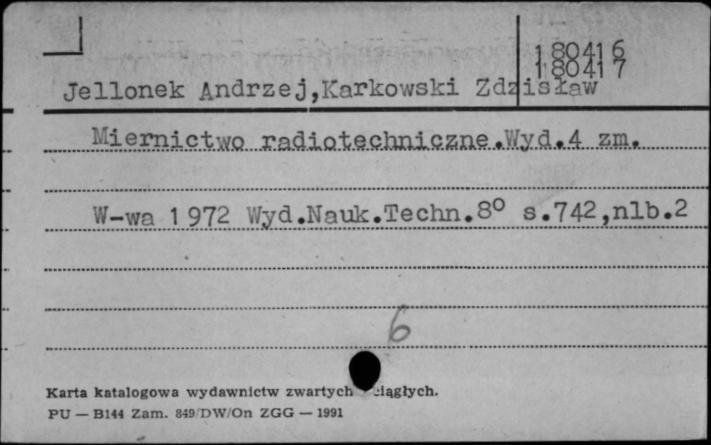 180416
180417
Jellonek Andrzej,Karkowski Zdzisław
Miernictwo radiotechniczne.Wyd.4 zm.
W-wa 1972 Wyd.Nauk.Techn.8º s.742,nlb.2
6
Karta katalogowa wydawnictw zwartych ciągłych.
PU — B144 Zam. 849/DW/On ZGG — 1991